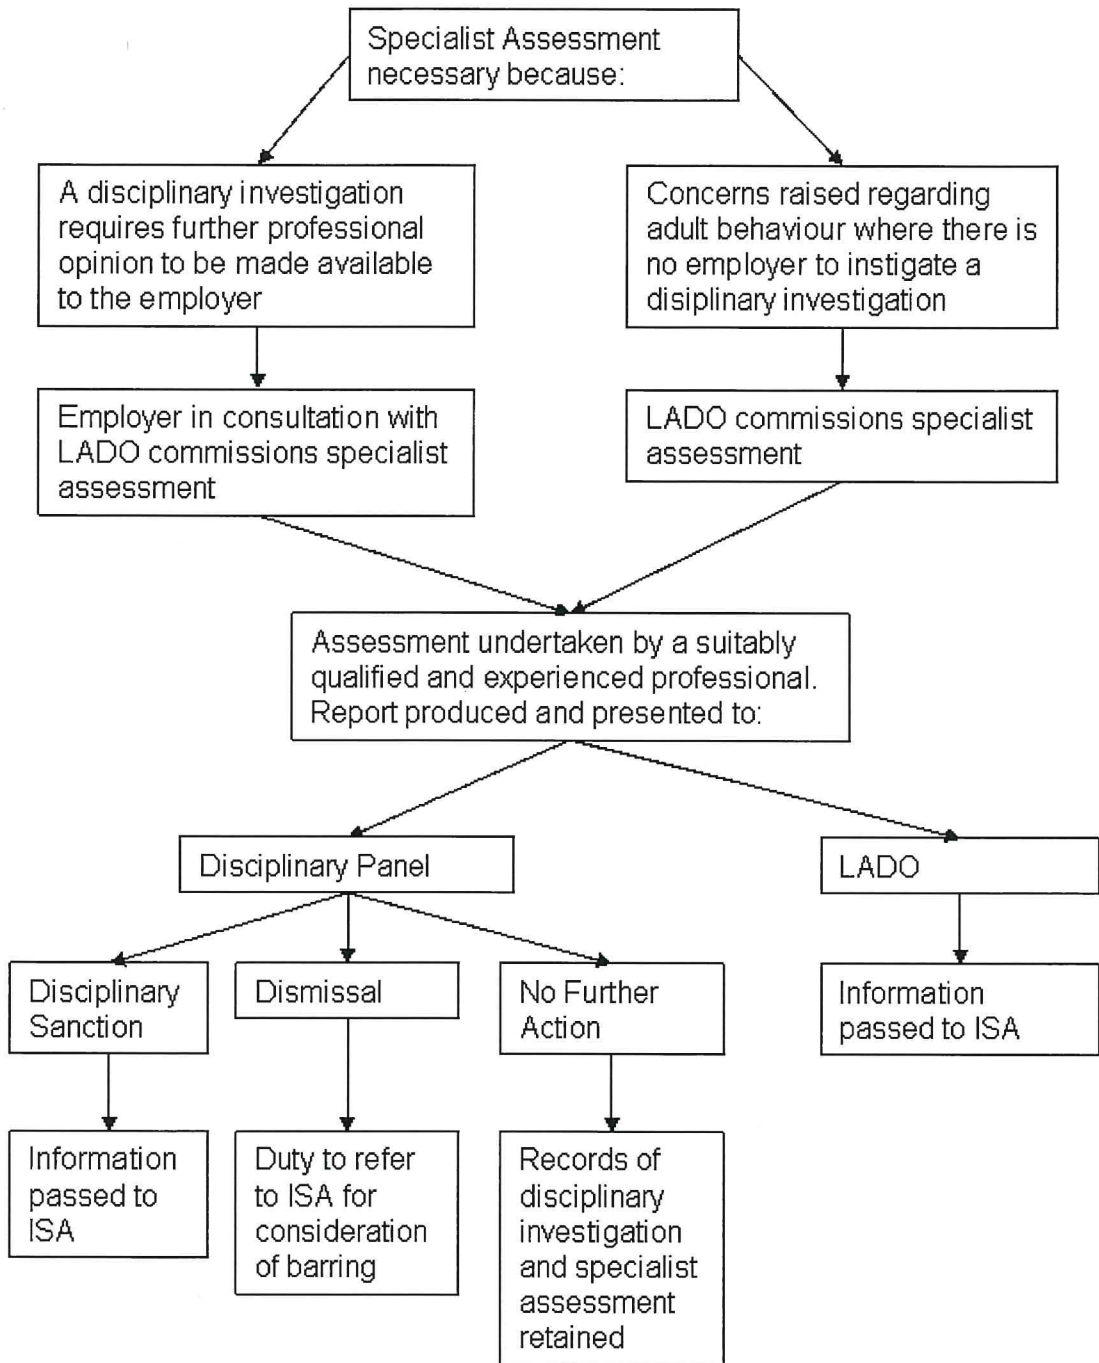 Specialist Assessment
necessary because:
A disciplinary investigation
requires further professional
opinion to be made available
to the employer
Concerns raised regarding
adult behaviour where there is
no employer to instigate a
disiplinary investigation
Employer in consultation with
LADO commissions specialist
assessment
LADO commissions specialist
assessment
Assessment undertaken by a suitably
qualified and experienced professional.
Report produced and presented to:
Disciplinary Panel
LADO
Disciplinary
Sanction
Dismissal
No Further
Action
Information
passed to ISA
Information
passed to
ISA
Duty to refer
to ISA for
consideration
of barring
Records of
disciplinary
investigation
and specialist
assessment
retained